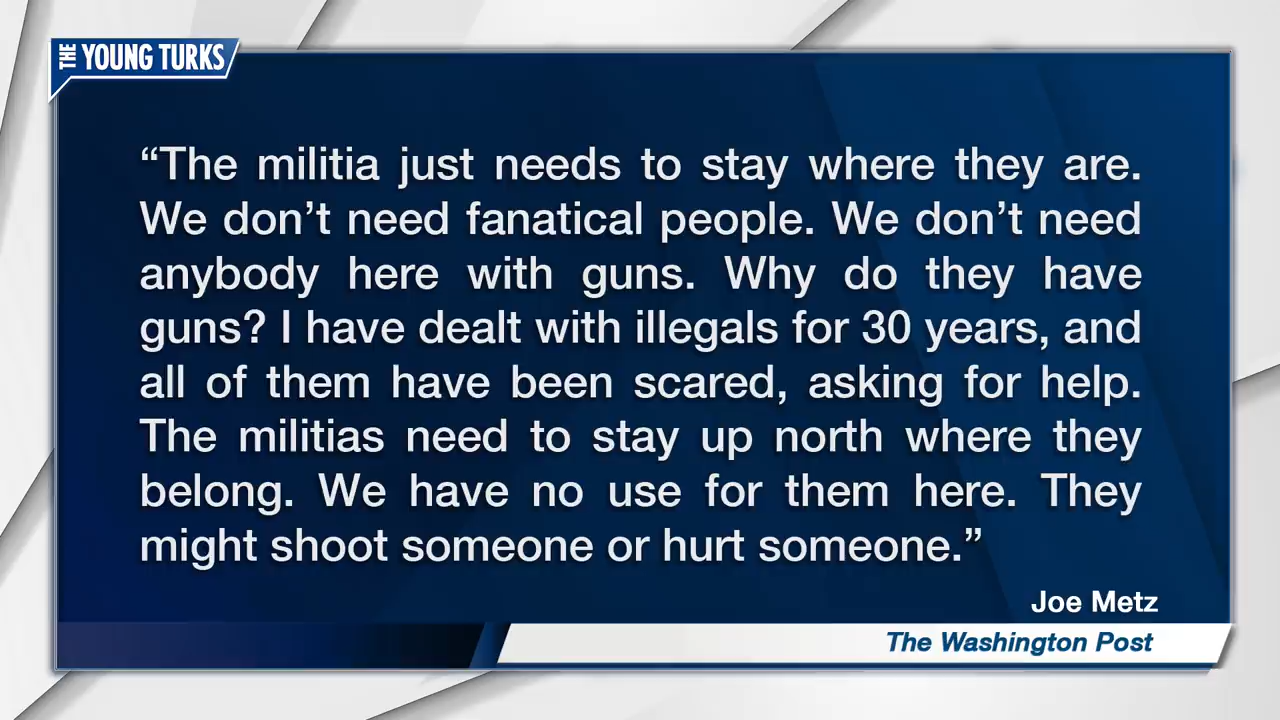 THE YOUNG TURKS
“The militia just needs to stay where they are.
We don’t need fanatical people. We don’t need
anybody here with guns. Why do they have
guns? I have dealt with illegals for 30 years, and
all of them have been scared, asking for help.
The militias need to stay up north where they
belong. We have no use for them here. They
might shoot someone or hurt someone.”
Joe Metz
The Washington Post